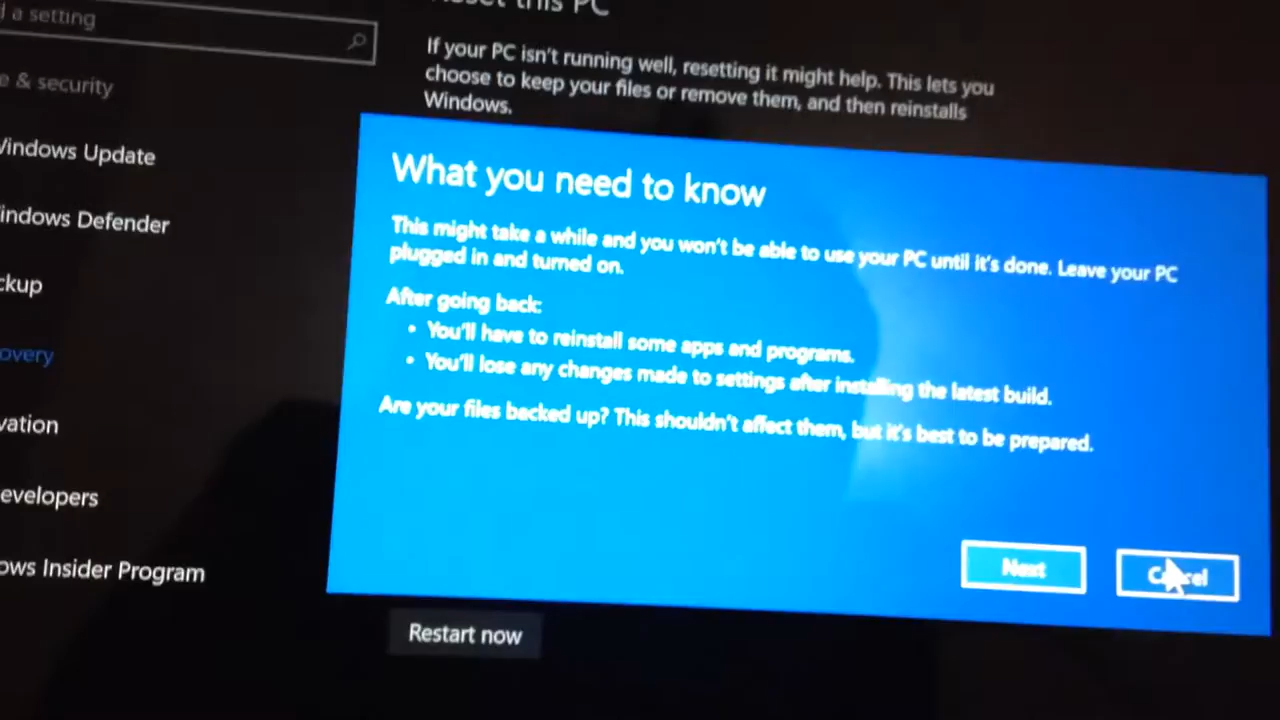 a setting
set this PC
e & security
If your PC isn't running well, resetting it might help. This lets you
choose to keep your files or remove them, and then reinstalls
Windows.
Windows Update
indows Defender
ckup
overy
vation
evelopers
ows Insider Program
What you need to know
This might take a while and you won't be able to use your PC until it's done. Leave your PC
plugged in and turned on.
After going back:
• You'll have to reinstall some apps and programs.
• You'll lose any changes made to settings after installing the latest build.
Are your files backed up? This shouldn't affect them, but it's best to be prepared.
Next
Cancel
Restart now